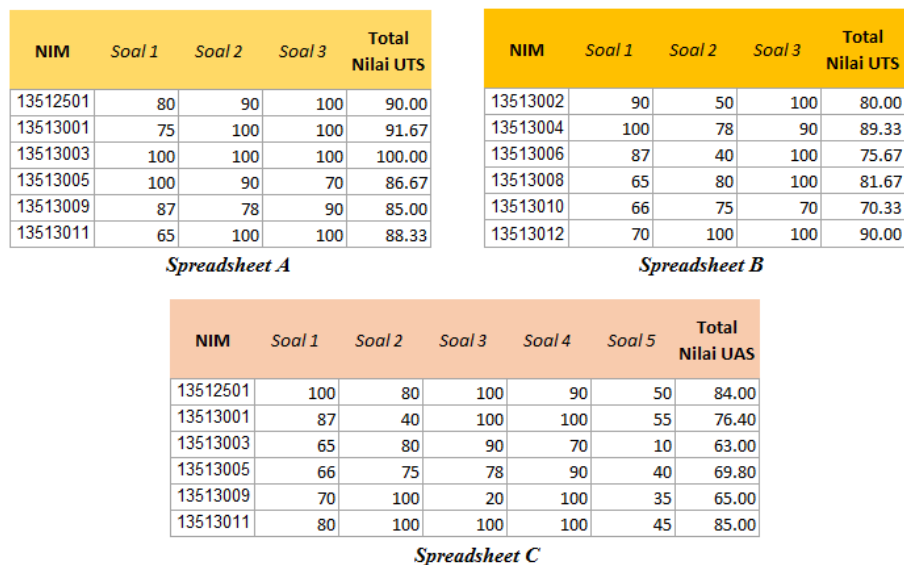 NIM Soal 1 Soal 2 Soal 3 Total Nilai UTS
13512501 80 90 100 90.00
13513001 75 100 100 91.67
13513003 100 100 100 100.00
13513005 100 90 70 86.67
13513009 87 78 90 85.00
13513011 65 100 100 88.33
Spreadsheet A
NIM Soal 1 Soal 2 Soal 3 Total Nilai UTS
13513002 90 50 100 80.00
13513004 100 78 90 89.33
13513006 87 40 100 75.67
13513008 65 80 100 81.67
13513010 66 75 70 70.33
13513012 70 100 100 90.00
Spreadsheet B
NIM Soal 1 Soal 2 Soal 3 Soal 4 Soal 5 Total Nilai UAS
13512501 100 80 100 90 50 84.00
13513001 87 40 100 100 55 76.40
13513003 65 80 90 70 10 63.00
13513005 66 75 78 90 40 69.80
13513009 70 100 20 100 35 65.00
13513011 80 100 100 100 45 85.00
Spreadsheet C